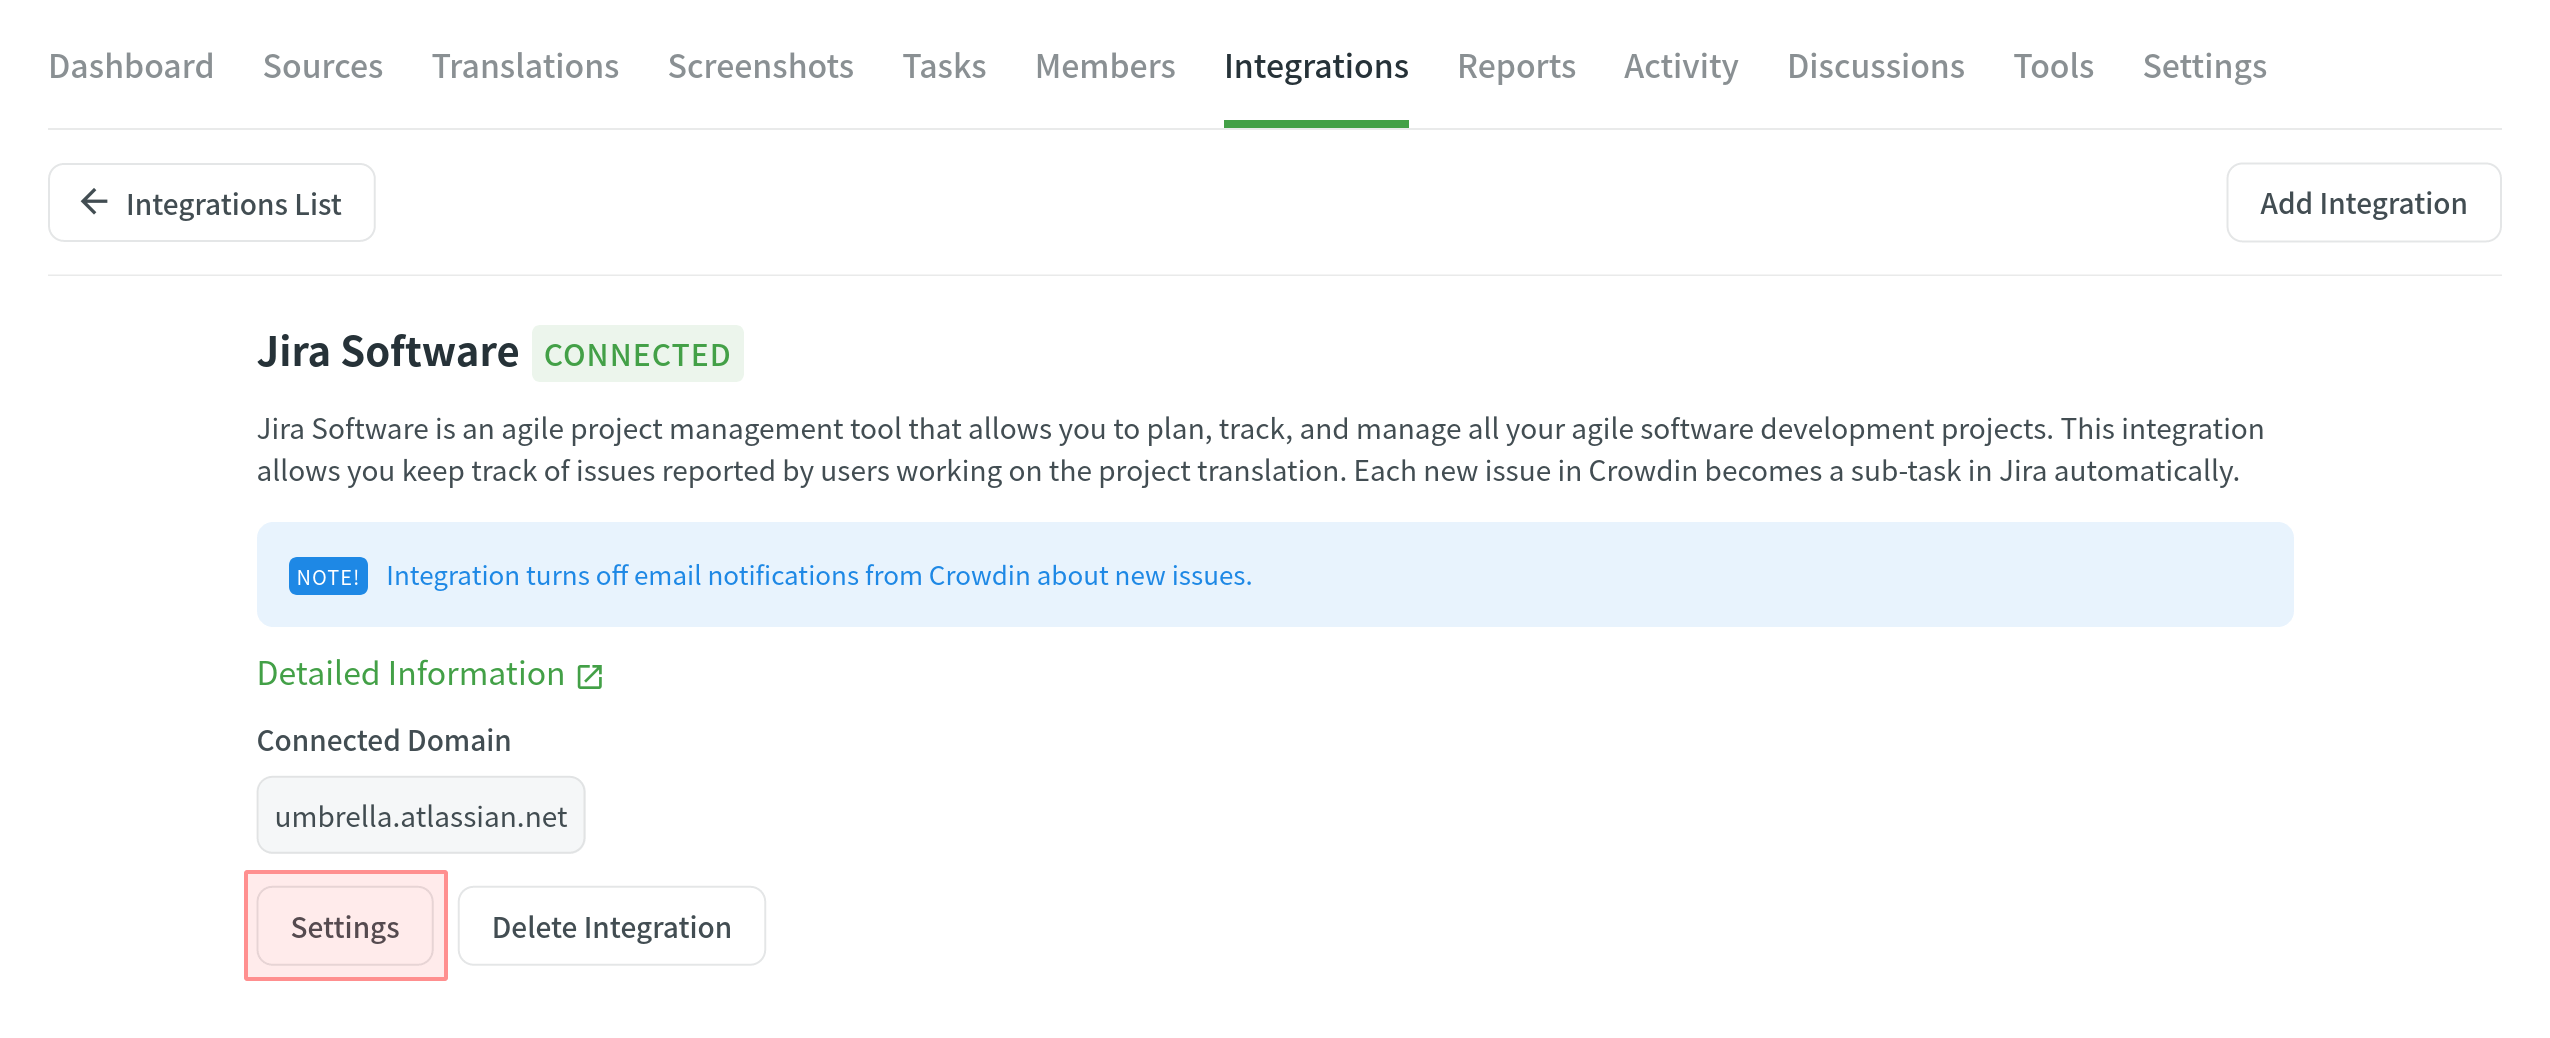 Dashboard Sources Translations Screenshots Tasks Members Integrations Reports Activity Discussions Tools Settings
Integrations List Add Integration
Jira Software CONNECTED
Jira Software is an agile project management tool that allows you to plan, track, and manage all your agile software development projects. This integration
allows you keep track of issues reported by users working on the project translation. Each new issue in Crowdin becomes a sub-task in Jira automatically.
NOTE! Integration turns off email notifications from Crowdin about new issues.
Detailed Information
Connected Domain
umbrella.atlassian.net
Settings Delete Integration